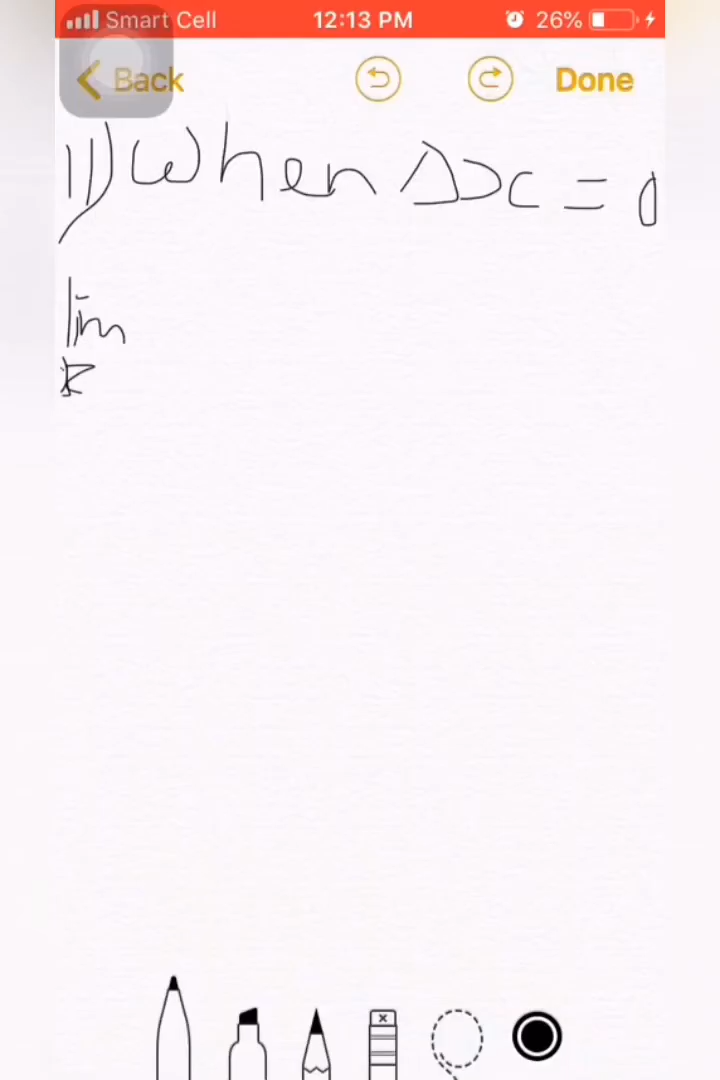 Smart Cell 12:13 PM 26%
Back Done
11) When Δx = 0
lim